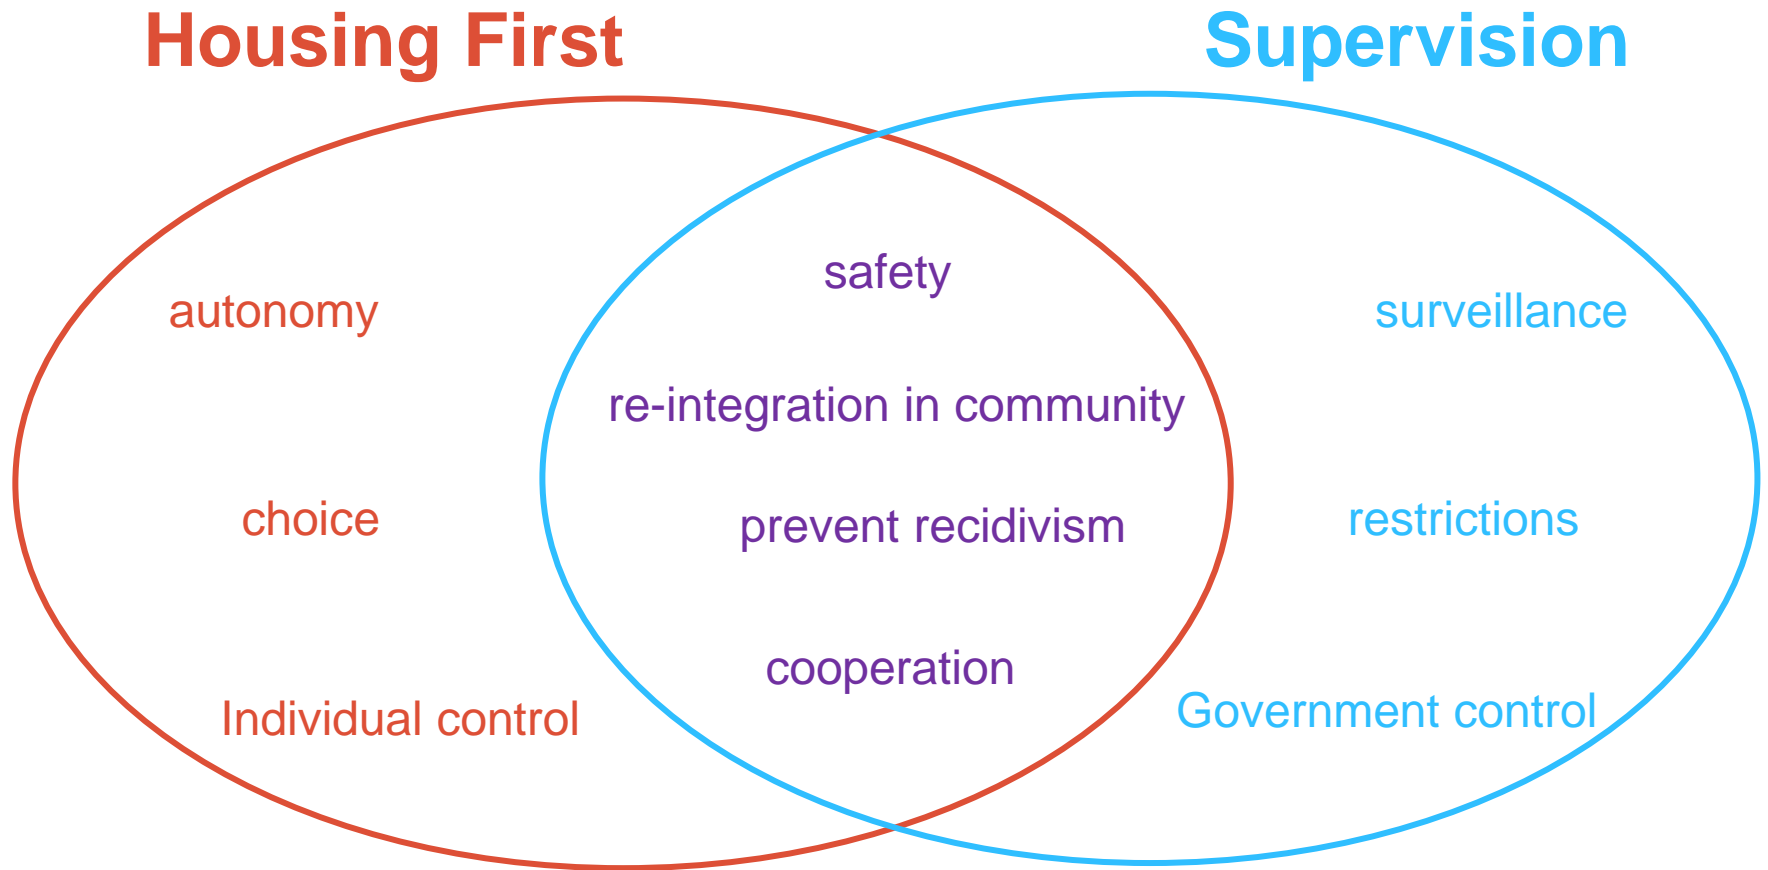 Housing First
Supervision
autonomy
choice
Individual control
safety
re-integration in community
prevent recidivism
cooperation
surveillance
restrictions
Government control